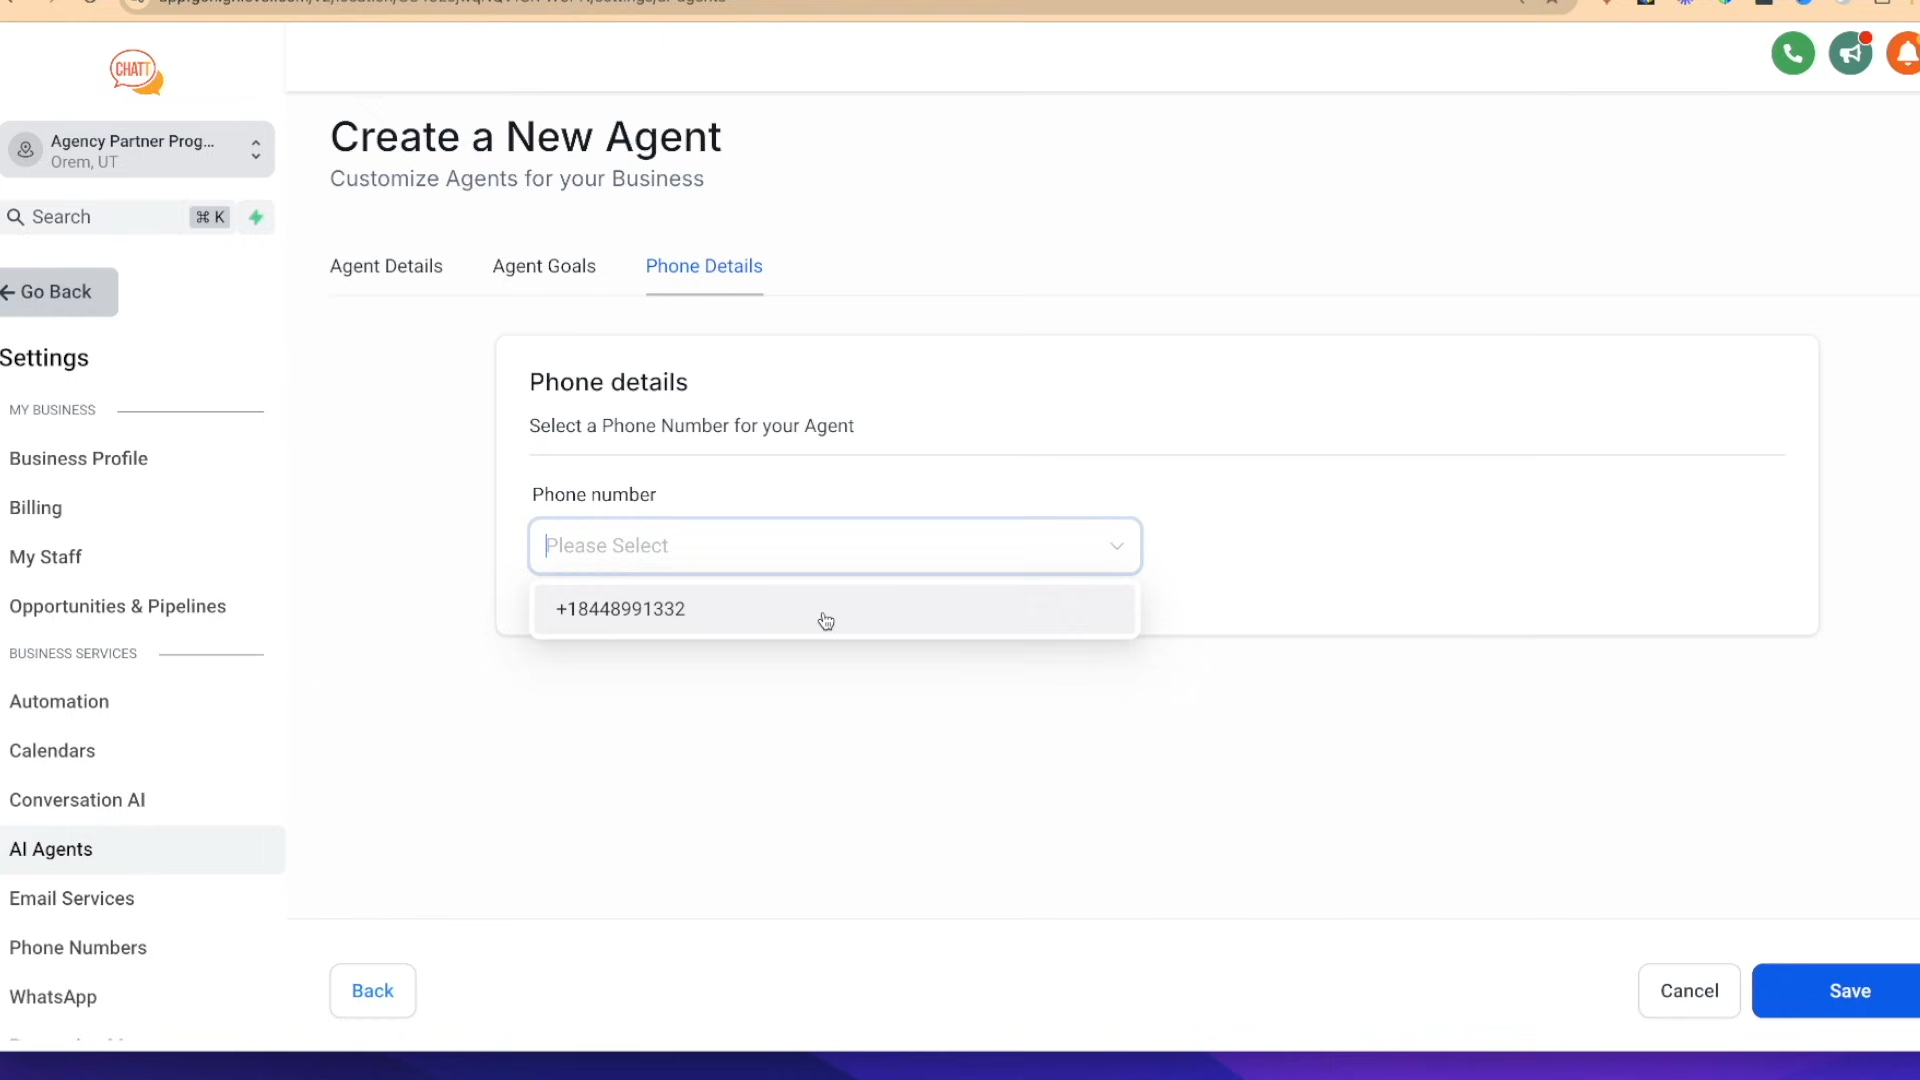 CHATT
Agency Partner Prog...
Orem, UT
Search
⌘ K
Go Back
Settings
MY BUSINESS
Business Profile
Billing
My Staff
Opportunities & Pipelines
BUSINESS SERVICES
Automation
Calendars
Conversation AI
AI Agents
Email Services
Phone Numbers
WhatsApp
Create a New Agent
Customize Agents for your Business
Agent Details
Agent Goals
Phone Details
Phone details
Select a Phone Number for your Agent
Phone number
Please Select
+18448991332
Back
Cancel
Save